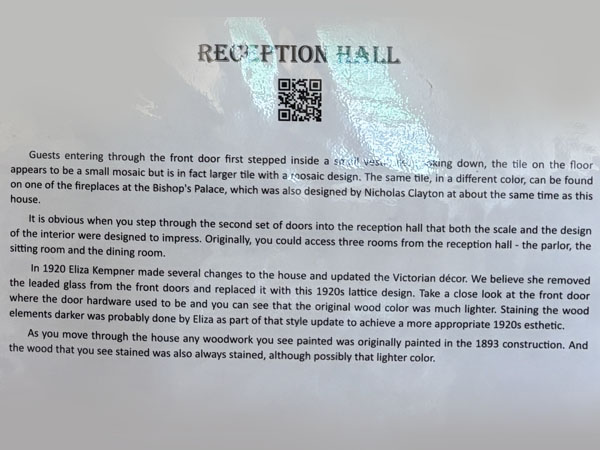 RECEPTION HALL
Guests entering through the front door first stepped inside a small looking down, the tile on the floor
appears to be a small mosaic but is in fact larger tile with a mosaic design. The same tile, in a different color, can be found
on one of the fireplaces at the Bishop's Palace, which was also designed by Nicholas Clayton at about the same time as this
house.
It is obvious when you step through the second set of doors into the reception hall that both the scale and the design
of the interior were designed to impress. Originally, you could access three rooms from the reception hall - the parlor, the
sitting room and the dining room.
In 1920 Eliza Kempner made several changes to the house and updated the Victorian décor. We believe she removed
the leaded glass from the front doors and replaced it with this 1920s lattice design. Take a close look at the front door
where the door hardware used to be and you can see that the original wood color was much lighter. Staining the wood
elements darker was probably done by Eliza as part of that style update to achieve a more appropriate 1920s esthetic.
As you move through the house any woodwork you see painted was originally painted in the 1893 construction. And
the wood that you see stained was also always stained, although possibly that lighter color.